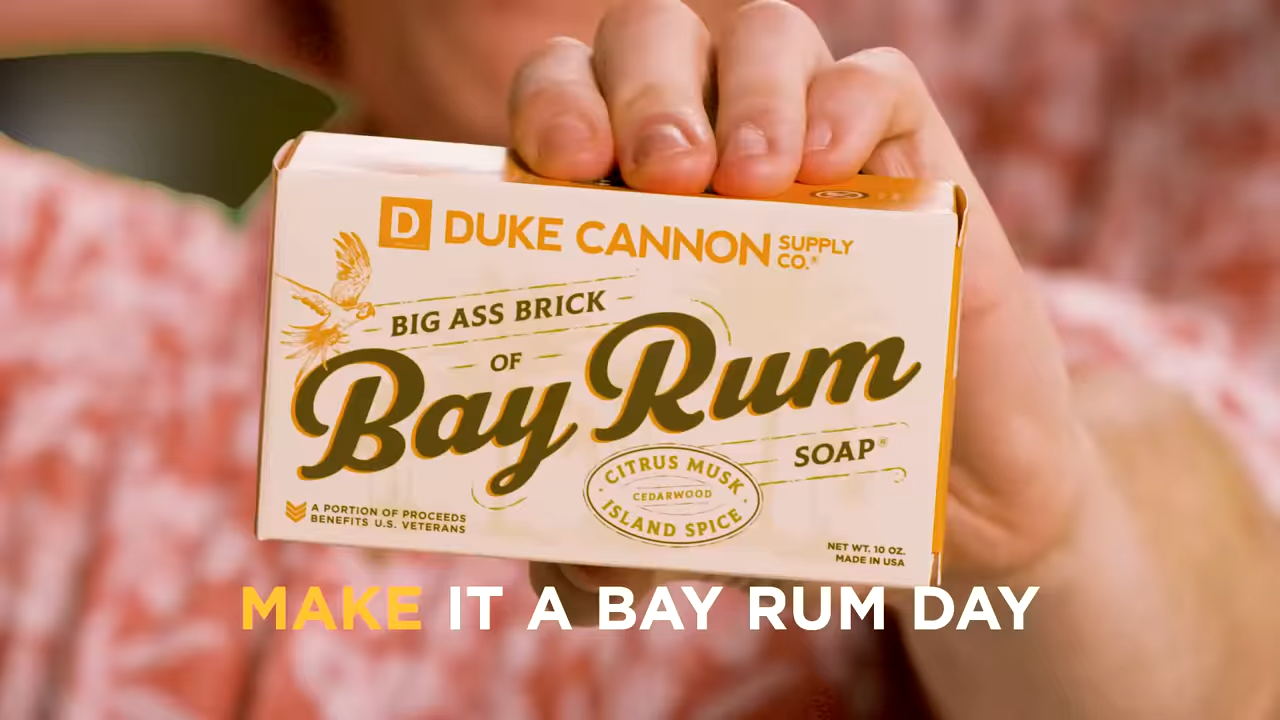 D DUKE CANNON SUPPLY CO.®
BIG ASS BRICK
OF
Bay Rum
SOAP®
CITRUS MUSK
CEDARWOOD
ISLAND SPICE
A PORTION OF PROCEEDS
BENEFITS U.S. VETERANS
NET WT. 10 OZ.
MADE IN USA
MAKE IT A BAY RUM DAY